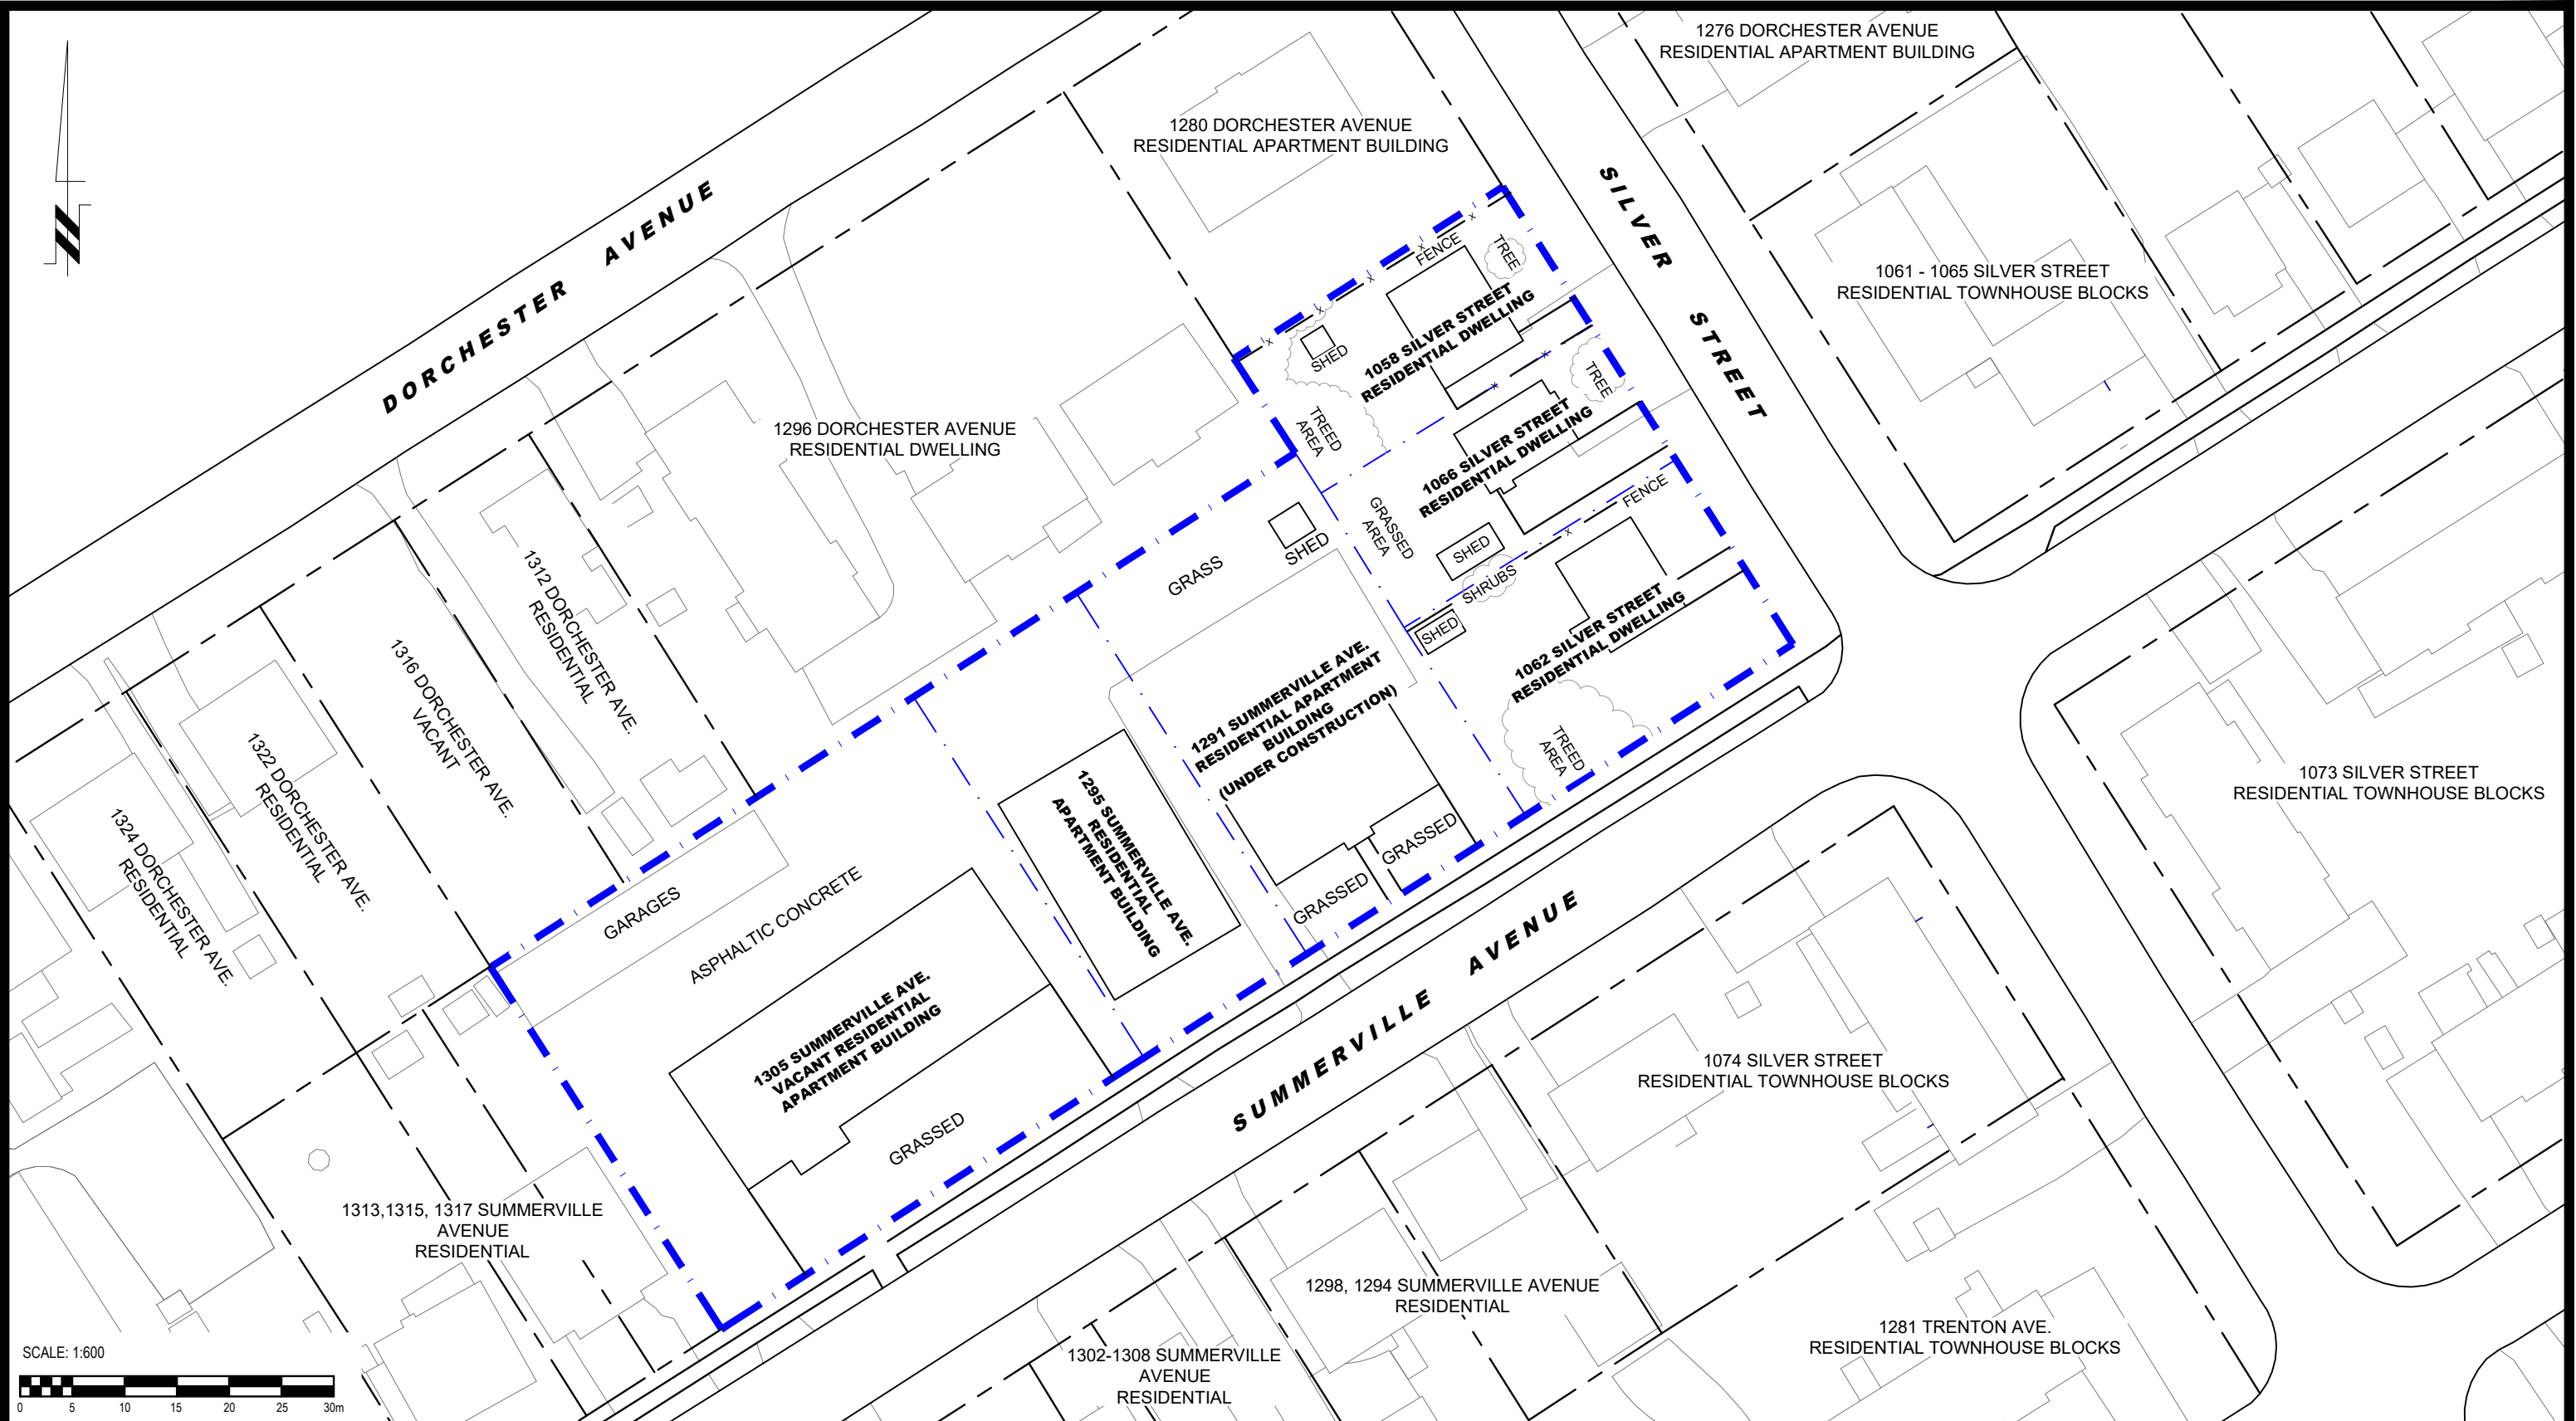 1276 DORCHESTER AVENUE
RESIDENTIAL APARTMENT BUILDING
1280 DORCHESTER AVENUE
RESIDENTIAL APARTMENT BUILDING
DORCHESTER AVENUE
SILVER STREET
1061 - 1065 SILVER STREET
RESIDENTIAL TOWNHOUSE BLOCKS
FENCE
TREE
SHED
1058 SILVER STREET
RESIDENTIAL DWELLING
TREED
AREA
TREE
1296 DORCHESTER AVENUE
RESIDENTIAL DWELLING
1066 SILVER STREET
RESIDENTIAL DWELLING
FENCE
GRASSED
AREA
SHED
SHED
GRASS
SHRUBS
SHED
1062 SILVER STREET
RESIDENTIAL DWELLING
TREED
AREA
1312 DORCHESTER AVE.
RESIDENTIAL
1316 DORCHESTER AVE.
VACANT
1322 DORCHESTER AVE.
RESIDENTIAL
1324 DORCHESTER AVE.
RESIDENTIAL
1291 SUMMERVILLE AVE.
RESIDENTIAL APARTMENT
BUILDING
(UNDER CONSTRUCTION)
1295 SUMMERVILLE AVE.
RESIDENTIAL
APARTMENT BUILDING
GRASSED
GRASSED
GARAGES
ASPHALTIC CONCRETE
1305 SUMMERVILLE AVE.
VACANT RESIDENTIAL
APARTMENT BUILDING
GRASSED
SUMMERVILLE AVENUE
1073 SILVER STREET
RESIDENTIAL TOWNHOUSE BLOCKS
1074 SILVER STREET
RESIDENTIAL TOWNHOUSE BLOCKS
1313,1315, 1317 SUMMERVILLE
AVENUE
RESIDENTIAL
1298, 1294 SUMMERVILLE AVENUE
RESIDENTIAL
1281 TRENTON AVE.
RESIDENTIAL TOWNHOUSE BLOCKS
1302-1308 SUMMERVILLE
AVENUE
RESIDENTIAL
SCALE: 1:600
0 5 10 15 20 25 30m